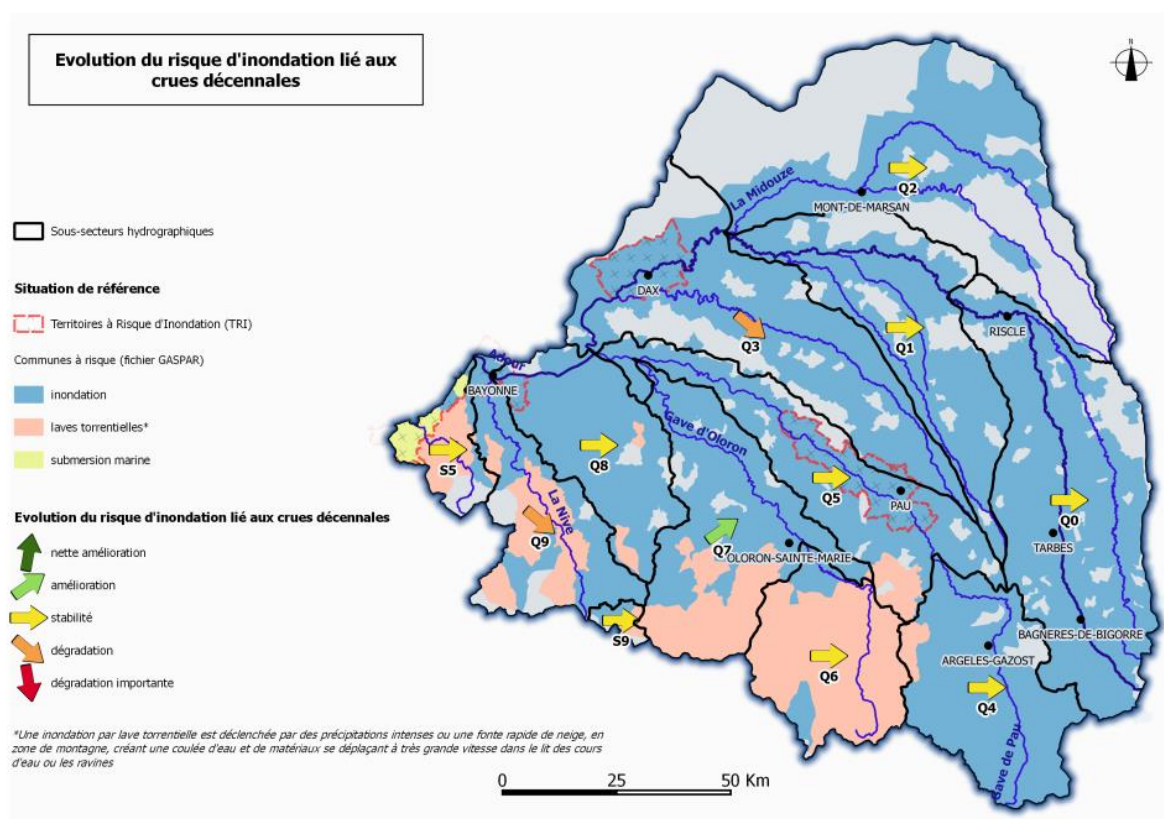 Evolution du risque d'inondation lié aux
crues décennales
N
Sous-secteurs hydrographiques
Situation de référence
Territoires à Risque d'Inondation (TRI)
Communes à risque (fichier GASPAR)
inondation
laves torrentielles*
submersion marine
Evolution du risque d'inondation lié aux crues décennales
nette amélioration
amélioration
stabilité
dégradation
dégradation importante
*Une inondation par lave torrentielle est déclenchée par des précipitations intenses ou une fonte rapide de neige, en
zone de montagne, créant une coulée d'eau et de matériaux se déplaçant à très grande vitesse dans le lit des cours
d'eau ou les ravines
0 25 50 Km
Q2
La Midouze
MONT-DE-MARSAN
DAX
Q3
Q1
RISCLE
Adour
BAYONNE
S5
Q8
Gave d'Oloron
Q5
PAU
Q0
TARBES
La Nive
Q9
Q7
OLORON-SAINTE-MARIE
S9
Q6
BAGNERES-DE-BIGORRE
ARGELES-GAZOST
Q4
Gave de Pau